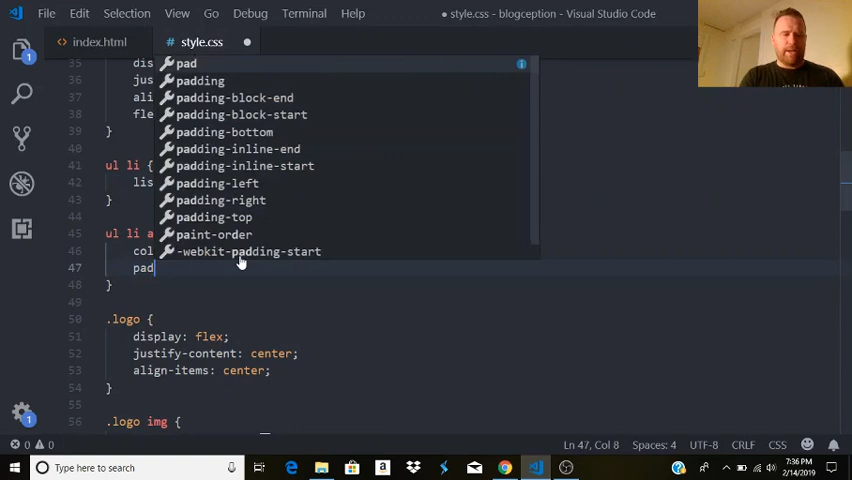 File Edit Selection View Go Debug Terminal Help
● style.css - blogception - Visual Studio Code
<> index.html
# style.css ●
1
35 dis
36 jus
37 ali
38 fle
39 }
40
41 ul li {
42 lis
43 }
44
45 ul li a
46 col
47 pad
48 }
49
50 .logo {
51 display: flex;
52 justify-content: center;
53 align-items: center;
54 }
55
56 .logo img {
pad
padding
padding-block-end
padding-block-start
padding-bottom
padding-inline-end
padding-inline-start
padding-left
padding-right
padding-top
paint-order
-webkit-padding-start
1
0 0 Ln 47, Col 8 Spaces: 4 UTF-8 CRLF CSS
Type here to search
7:36 PM
2/14/2019